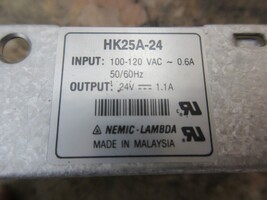 HK25A-24
INPUT: 100-120 VAC ~ 0.6A
50/60Hz
OUTPUT: 24V ⎓ 1.1A
NEMIC-LAMBDA
MADE IN MALAYSIA